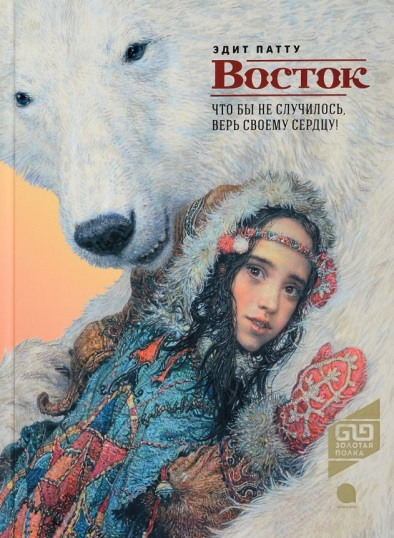 ЭДИТ ПАТТУ
ВОСТОК
ЧТО БЫ НЕ СЛУЧИЛОСЬ,
ВЕРЬ СВОЕМУ СЕРДЦУ!
ЗОЛОТАЯ
ПОЛКА